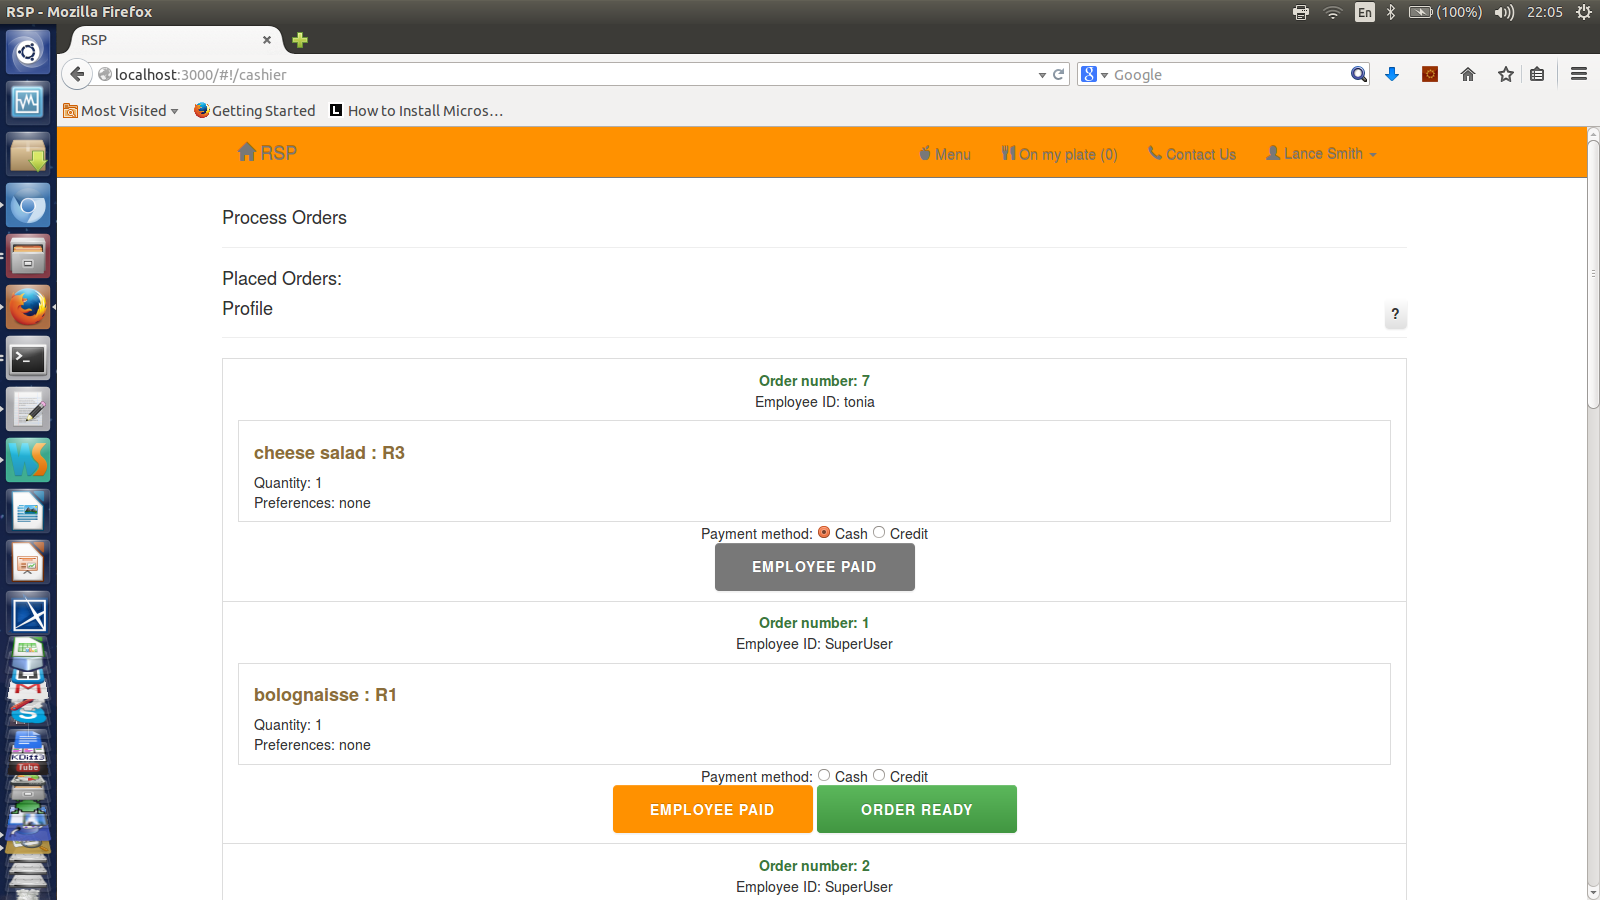 RSP - Mozilla Firefox
En
(100%)
22:05
RSP
localhost:3000/#!/cashier
Google
Most Visited
Getting Started
How to Install Micros...
RSP
Menu
On my plate (0)
Contact Us
Lance Smith
Process Orders
Placed Orders:
Profile
?
Order number: 7
Employee ID: tonia
cheese salad : R3
Quantity: 1
Preferences: none
Payment method: Cash Credit
EMPLOYEE PAID
Order number: 1
Employee ID: SuperUser
bolognaisse : R1
Quantity: 1
Preferences: none
Payment method: Cash Credit
EMPLOYEE PAID ORDER READY
Order number: 2
Employee ID: SuperUser
KDiff3
Tube